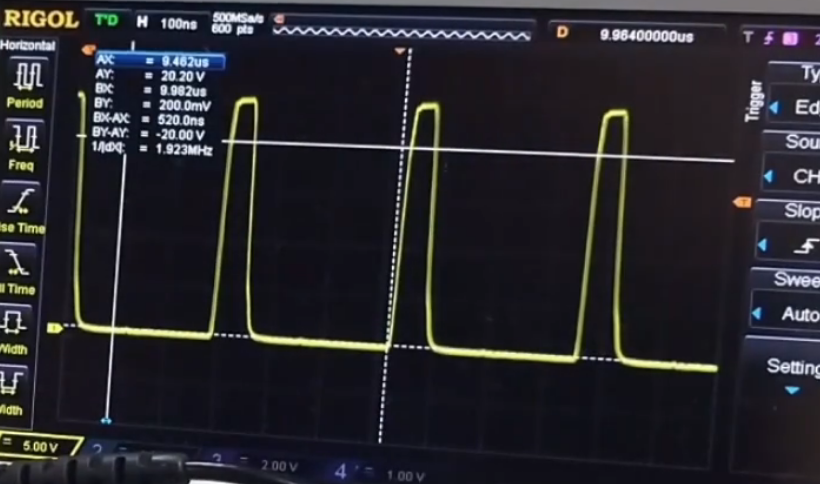 RIGOL T'D H 100ns 500MSa/s
600 pts
D 9.96400000us T
Horizontal
Period
Freq
se Time
Time
Width
Width
AX: = 9.462us
AY: = 20.20 V
BX: = 9.982us
BY: = 200.0mV
BX-AX: = 520.0ns
BY-AY: = -20.00 V
1/|dX|: = 1.923MHz
T
Trigger
Ty
Ed
Sou
CH
Slop
Swee
Auto
Setting
= 5.00 V
2
3 = 2.00 V
4 = 1.00 V